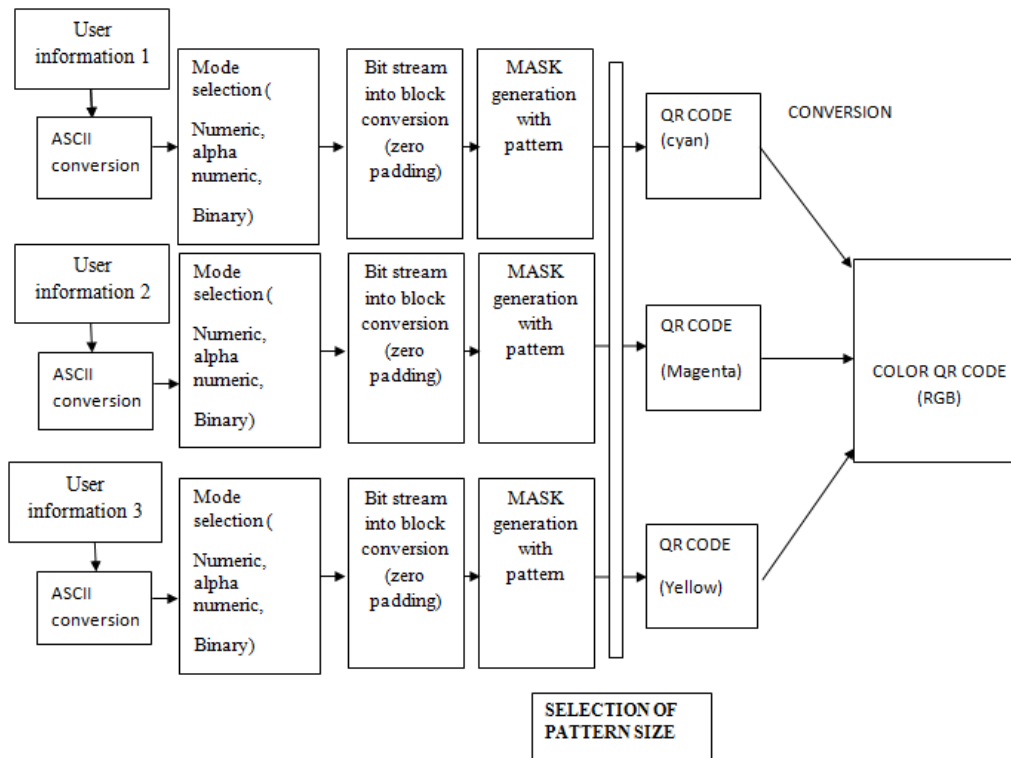 User
information 1
ASCII
conversion
Mode
selection (
Numeric,
alpha
numeric,
Binary)
Bit stream
into block
conversion
(zero
padding)
MASK
generation
with
pattern
QR CODE
(cyan)
CONVERSION
User
information 2
ASCII
conversion
Mode
selection (
Numeric,
alpha
numeric,
Binary)
Bit stream
into block
conversion
(zero
padding)
MASK
generation
with
pattern
QR CODE
(Magenta)
COLOR QR CODE
(RGB)
User
information 3
ASCII
conversion
Mode
selection (
Numeric,
alpha
numeric,
Binary)
Bit stream
into block
conversion
(zero
padding)
MASK
generation
with
pattern
QR CODE
(Yellow)
SELECTION OF
PATTERN SIZE